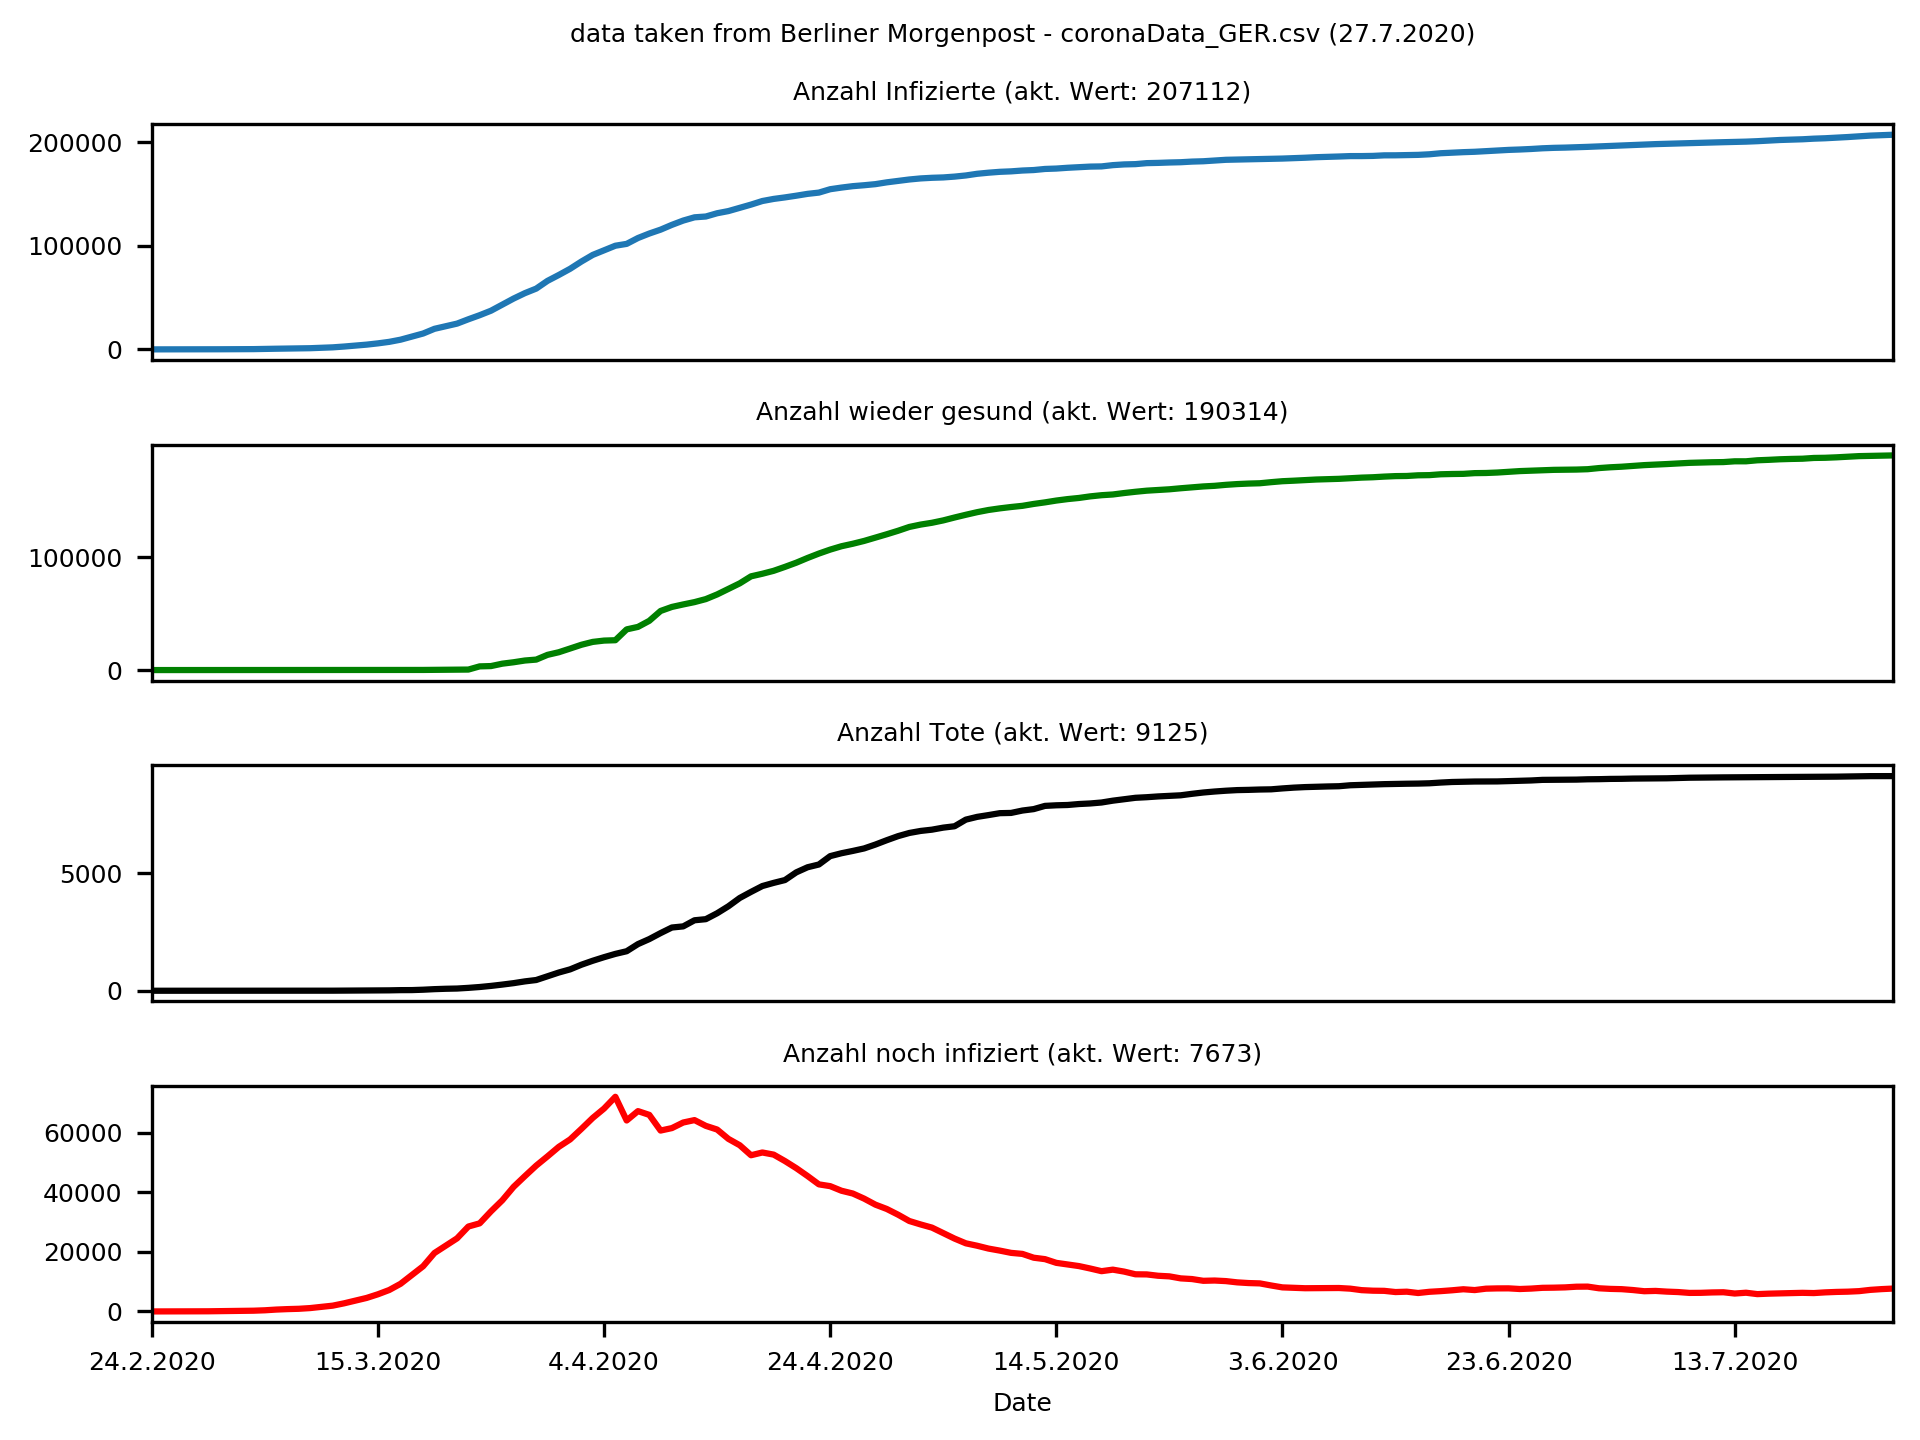 data taken from Berliner Morgenpost - coronaData_GER.csv (27.7.2020)
Anzahl Infizierte (akt. Wert: 207112)
200000
100000
0
Anzahl wieder gesund (akt. Wert: 190314)
100000
0
Anzahl Tote (akt. Wert: 9125)
5000
0
Anzahl noch infiziert (akt. Wert: 7673)
60000
40000
20000
0
24.2.2020 15.3.2020 4.4.2020 24.4.2020 14.5.2020 3.6.2020 23.6.2020 13.7.2020
Date